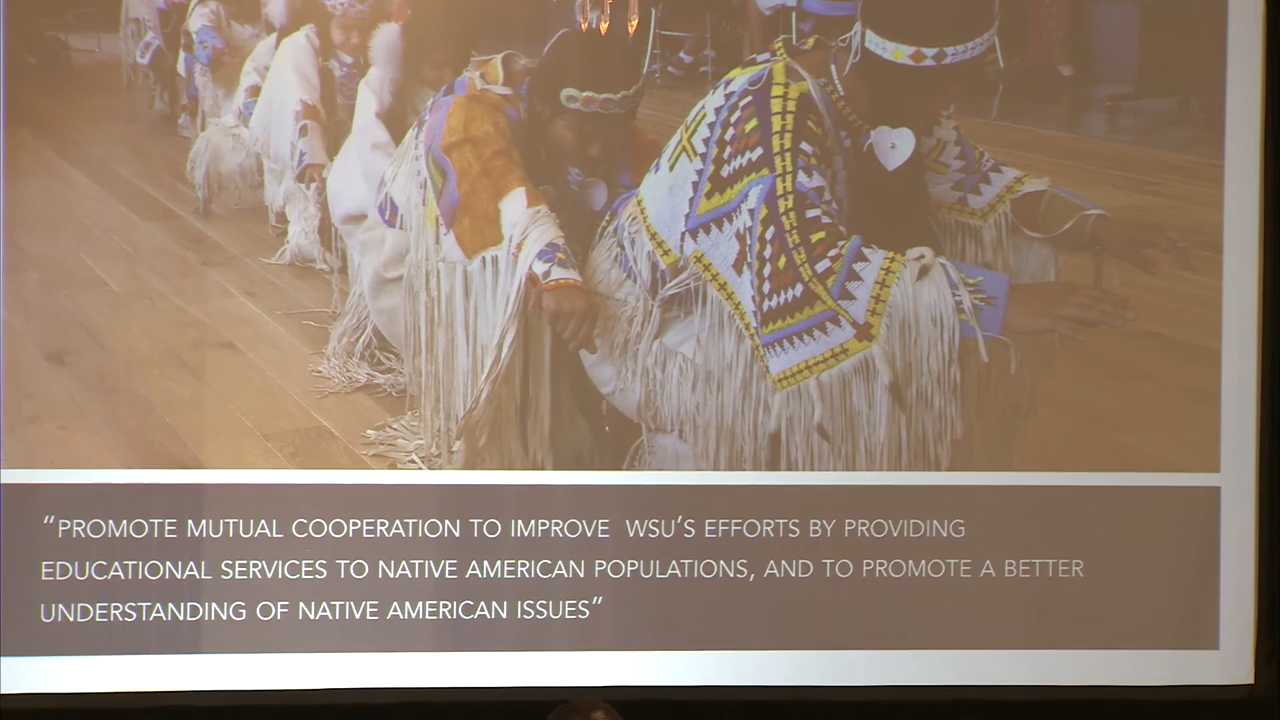 “PROMOTE MUTUAL COOPERATION TO IMPROVE WSU’S EFFORTS BY PROVIDING
EDUCATIONAL SERVICES TO NATIVE AMERICAN POPULATIONS, AND TO PROMOTE A BETTER
UNDERSTANDING OF NATIVE AMERICAN ISSUES”